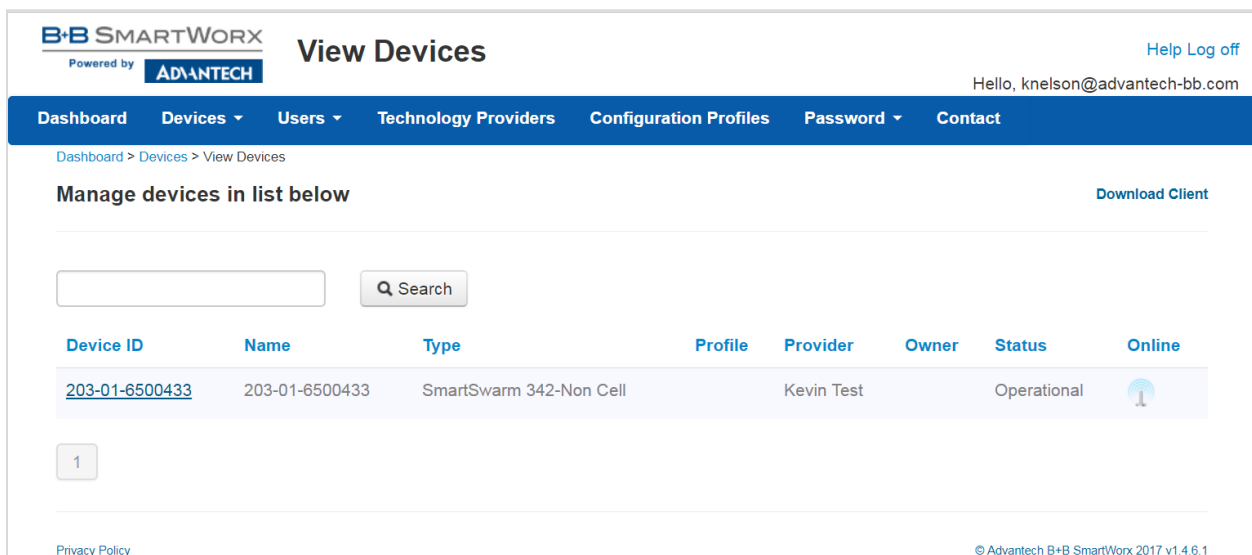 B+B SMARTWORX
Powered by ADVANTECH
View Devices
Help Log off
Hello, knelson@advantech-bb.com
Dashboard Devices Users Technology Providers Configuration Profiles Password Contact
Dashboard > Devices > View Devices
Manage devices in list below
Download Client
Search
Device ID Name Type Profile Provider Owner Status Online
203-01-6500433 203-01-6500433 SmartSwarm 342-Non Cell Kevin Test Operational
1
Privacy Policy
© Advantech B+B SmartWorx 2017 v1.4.6.1